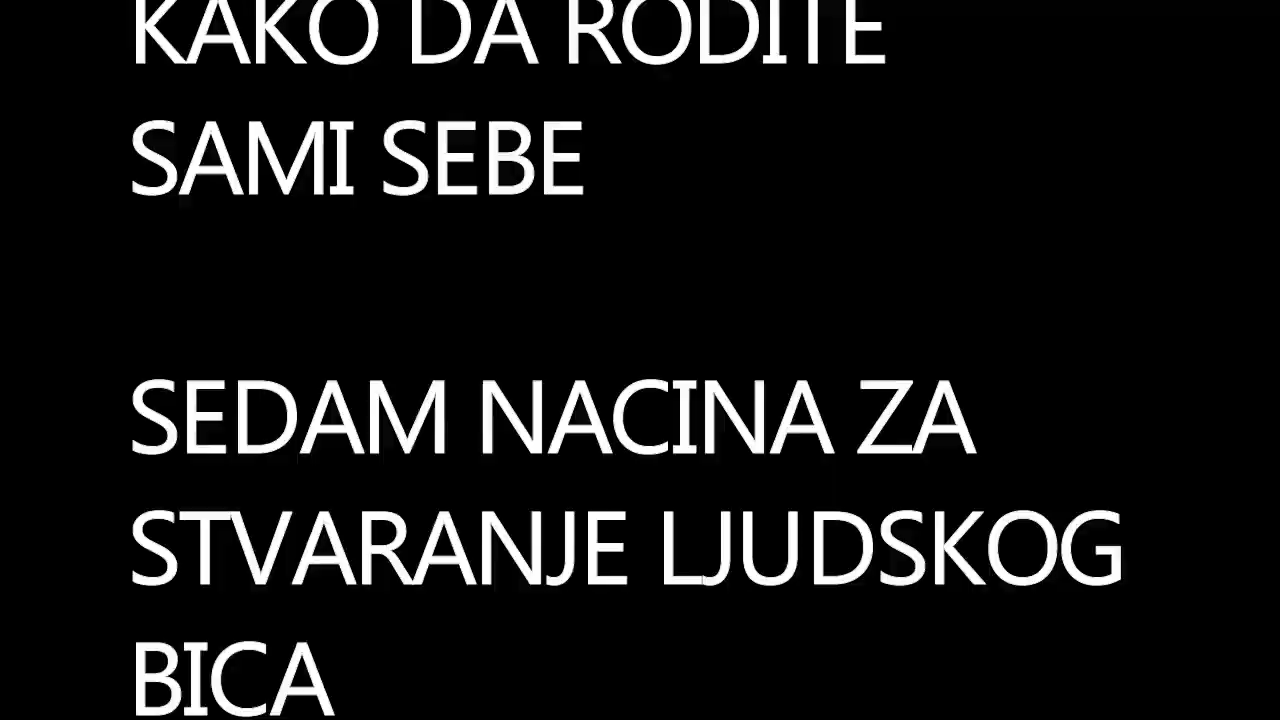 KAKO DA RODITE
SAMI SEBE
SEDAM NACINA ZA
STVARANJE LJUDSKOG
BICA